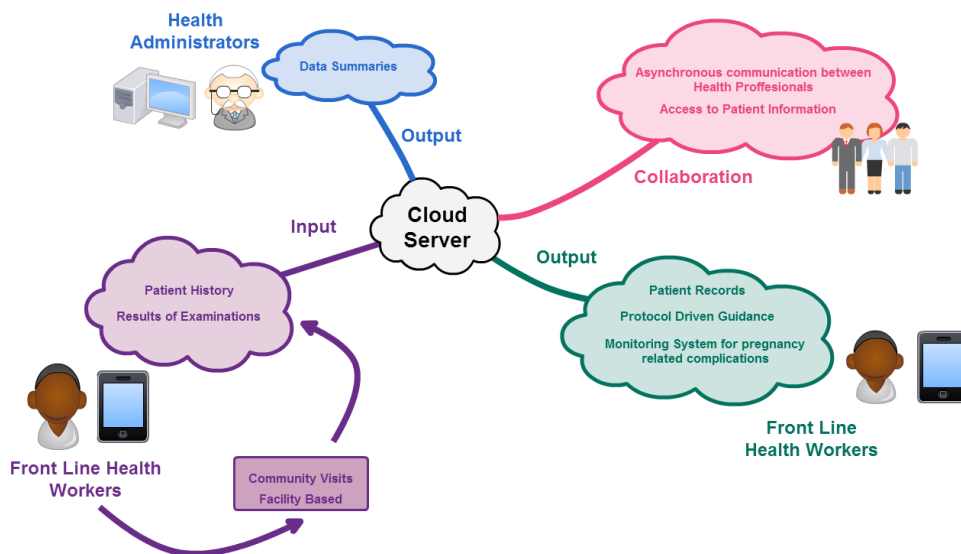 Health
Administrators
Data Summaries
Output
Asynchronous communication between
Health Proffesionals
Access to Patient Information
Collaboration
Cloud
Server
Input
Patient History
Results of Examinations
Front Line Health
Workers
Community Visits
Facility Based
Output
Patient Records
Protocol Driven Guidance
Monitoring System for pregnancy
related complications
Front Line
Health Workers